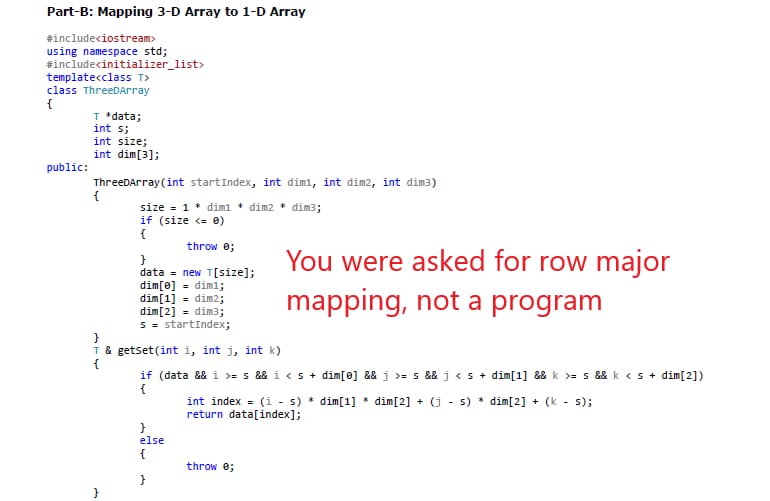 Part-B: Mapping 3-D Array to 1-D Array
#include<iostream>
using namespace std;
#include<initializer_list>
template<class T>
class ThreeDArray
{
T *data;
int s;
int size;
int dim[3];
public:
ThreeDArray(int startIndex, int dim1, int dim2, int dim3)
{
size = 1 * dim1 * dim2 * dim3;
if (size <= 0)
{
throw 0;
}
data = new T[size];
dim[0] = dim1;
dim[1] = dim2;
dim[2] = dim3;
s = startIndex;
}
You were asked for row major
mapping, not a program
T & getSet(int i, int j, int k)
{
if (data && i >= s && i < s + dim[0] && j >= s && j < s + dim[1] && k >= s && k < s + dim[2])
{
int index = (i - s) * dim[1] * dim[2] + (j - s) * dim[2] + (k - s);
return data[index];
}
else
{
throw 0;
}
}